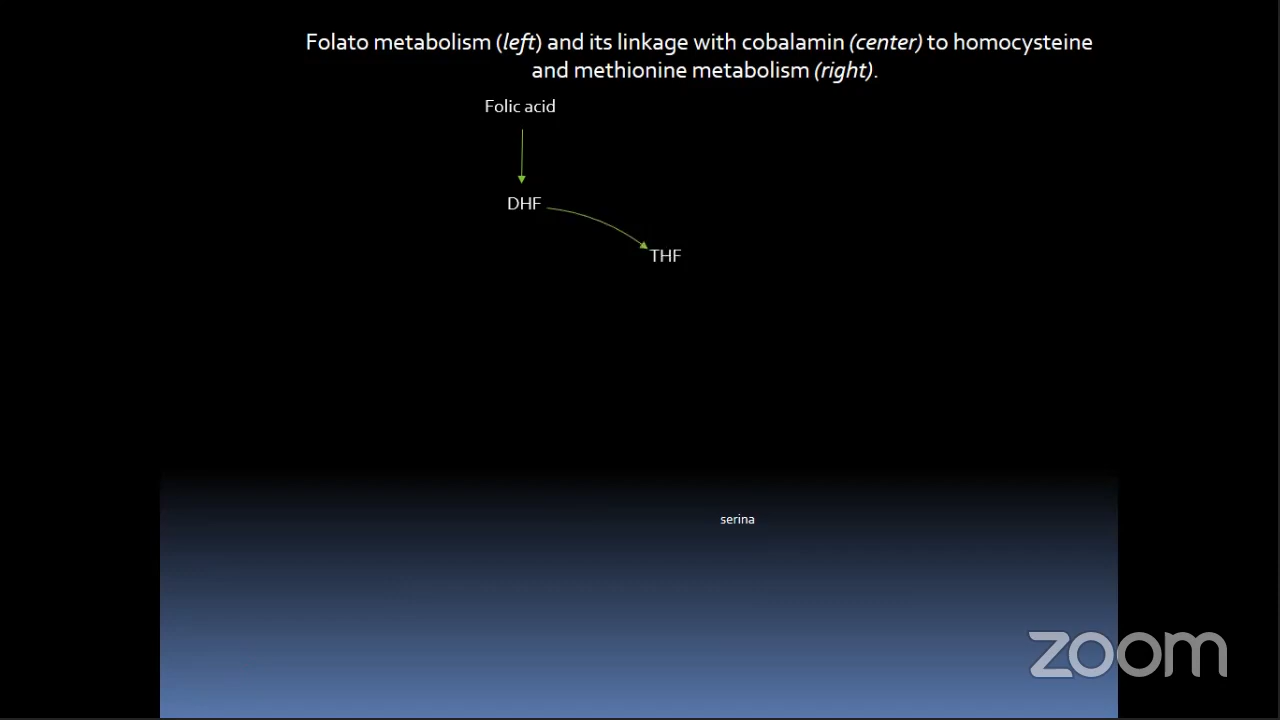 Folato metabolism (left) and its linkage with cobalamin (center) to homocysteine
and methionine metabolism (right).
Folic acid
DHF
THF
serina
zoom